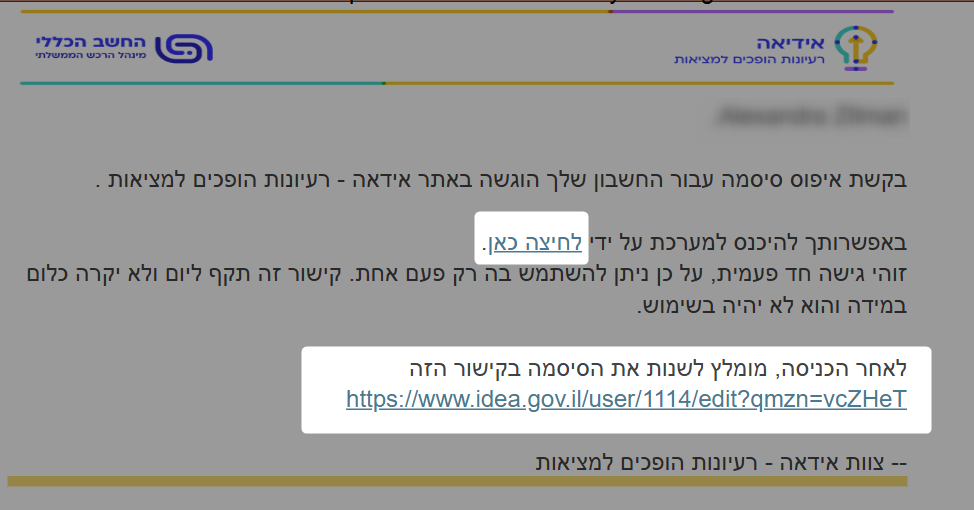 אידיאה
רעיונות הופכים למציאות
החשב הכללי
מינהל הרכש הממשלתי
בקשת איפוס סיסמה עבור החשבון שלך הוגשה באתר אידאה - רעיונות הופכים למציאות .
באפשרותך להיכנס למערכת על ידי לחיצה כאן.
זוהי גישה חד פעמית, על כן ניתן להשתמש בה רק פעם אחת. קישור זה תקף ליום ולא יקרה כלום
במידה והוא לא יהיה בשימוש.
לאחר הכניסה, מומלץ לשנות את הסיסמה בקישור הזה
https://www.idea.gov.il/user/1114/edit?qmzn=vcZHeT
-- צוות אידאה - רעיונות הופכים למציאות